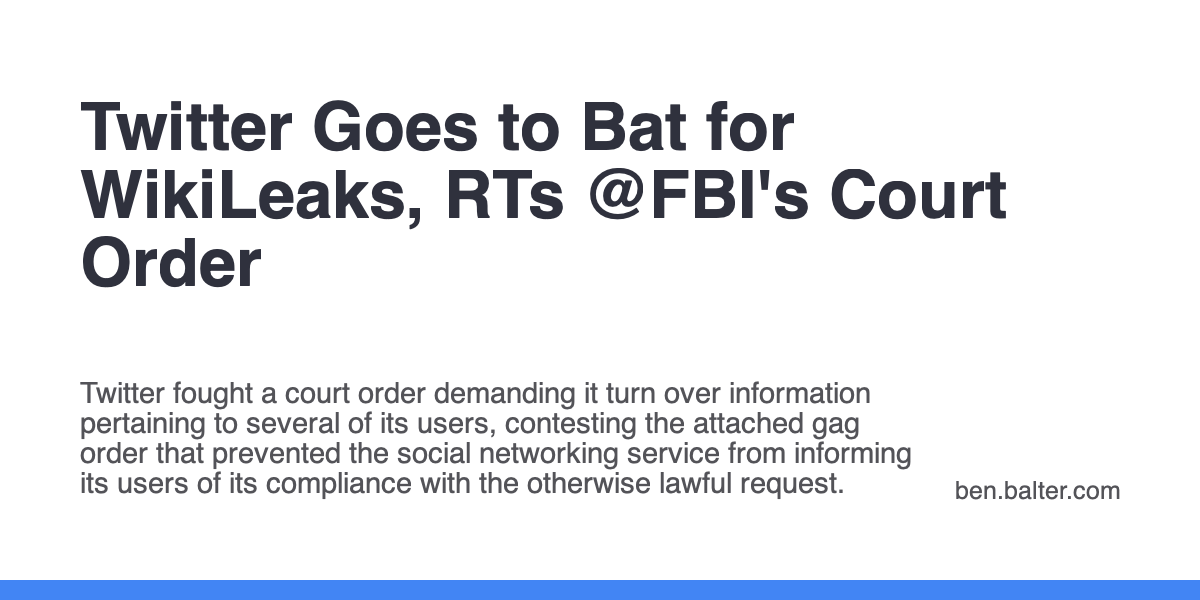 Twitter Goes to Bat for
WikiLeaks, RTs @FBI's Court
Order
Twitter fought a court order demanding it turn over information
pertaining to several of its users, contesting the attached gag
order that prevented the social networking service from informing
its users of its compliance with the otherwise lawful request.
ben.balter.com